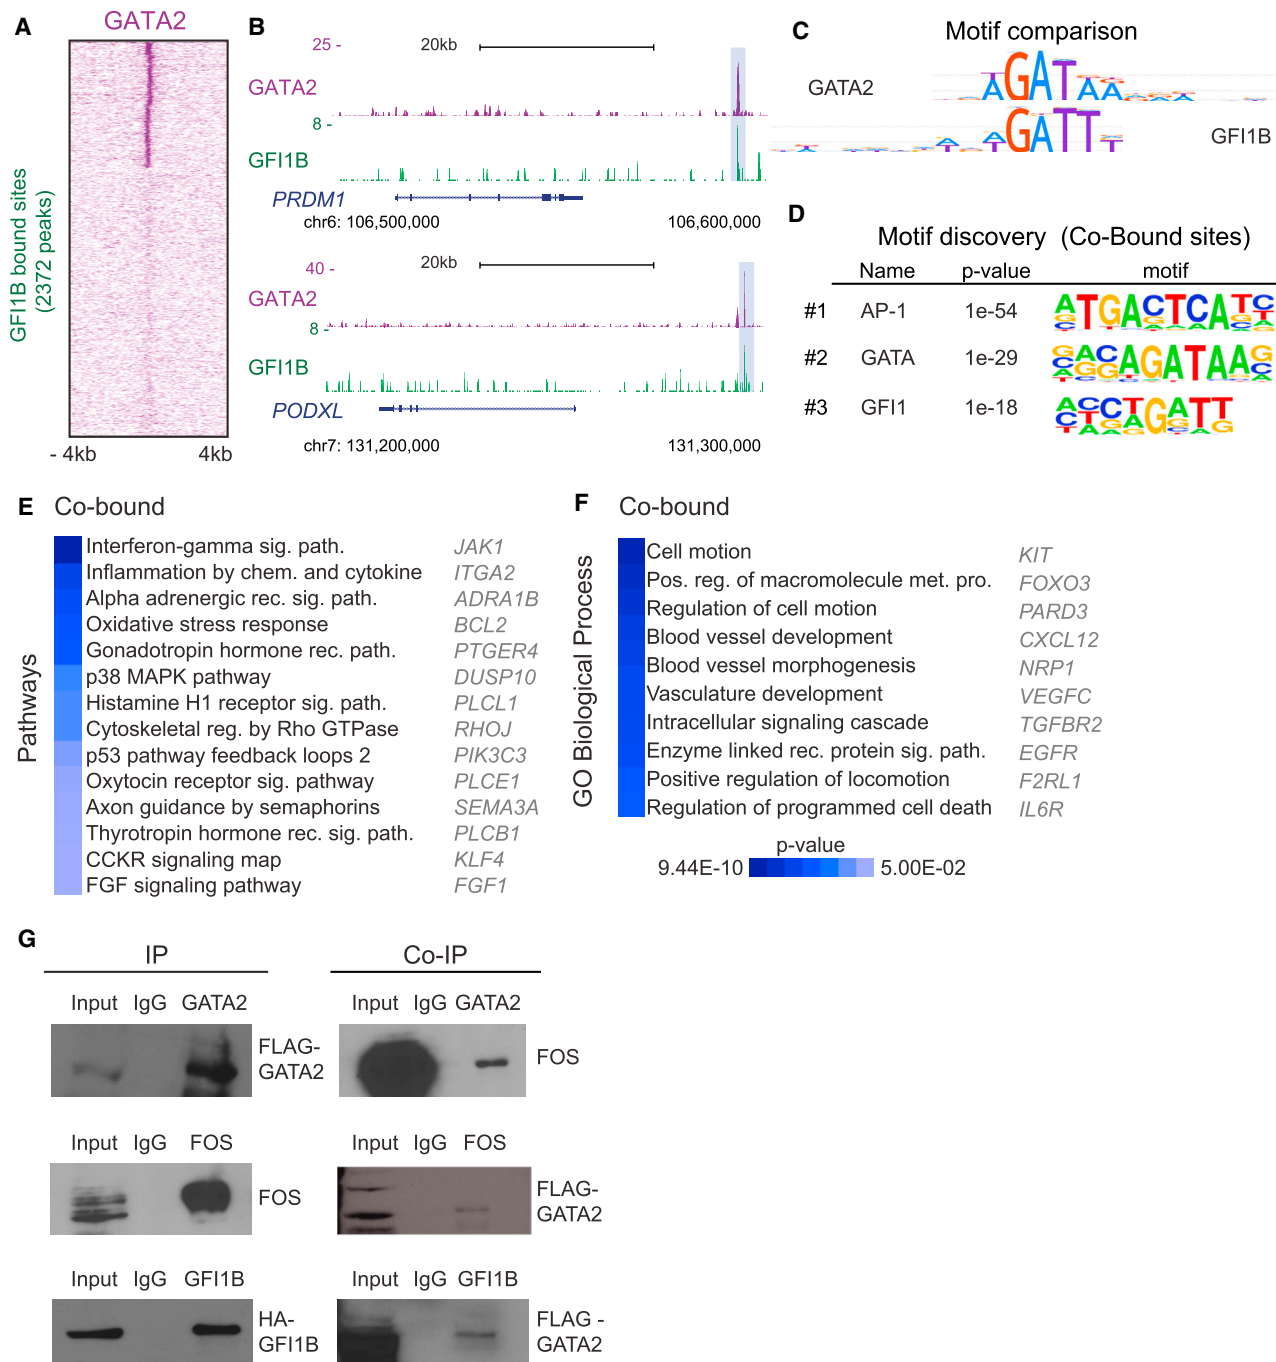 A
GATA2
GFI1B bound sites
(2372 peaks)
- 4kb
4kb
B
25 -
20kb
GATA2
8 -
GFI1B
PRDM1
chr6: 106,500,000
106,600,000
40 -
20kb
GATA2
8 -
GFI1B
PODXL
chr7: 131,200,000
131,300,000
C
Motif comparison
GATA2
AGATAA
GATT
GFI1B
D
Motif discovery (Co-Bound sites)
Name p-value motif
#1 AP-1 1e-54 ATGACTCATC
#2 GATA 1e-29 GACAGATAAG
#3 GFI1 1e-18 ACCTGATT
E Co-bound
Pathways
Interferon-gamma sig. path. JAK1
Inflammation by chem. and cytokine ITGA2
Alpha adrenergic rec. sig. path. ADRA1B
Oxidative stress response BCL2
Gonadotropin hormone rec. path. PTGER4
p38 MAPK pathway DUSP10
Histamine H1 receptor sig. path. PLCL1
Cytoskeletal reg. by Rho GTPase RHOJ
p53 pathway feedback loops 2 PIK3C3
Oxytocin receptor sig. pathway PLCE1
Axon guidance by semaphorins SEMA3A
Thyrotropin hormone rec. sig. path. PLCB1
CCKR signaling map KLF4
FGF signaling pathway FGF1
F Co-bound
GO Biological Process
Cell motion KIT
Pos. reg. of macromolecule met. pro. FOXO3
Regulation of cell motion PARD3
Blood vessel development CXCL12
Blood vessel morphogenesis NRP1
Vasculature development VEGFC
Intracellular signaling cascade TGFBR2
Enzyme linked rec. protein sig. path. EGFR
Positive regulation of locomotion F2RL1
Regulation of programmed cell death IL6R
p-value
9.44E-10 5.00E-02
G
IP
Co-IP
Input IgG GATA2
FLAG-
GATA2
Input IgG GATA2
FOS
Input IgG FOS
FOS
Input IgG FOS
FLAG-
GATA2
Input IgG GFI1B
HA-
GFI1B
Input IgG GFI1B
FLAG -
GATA2